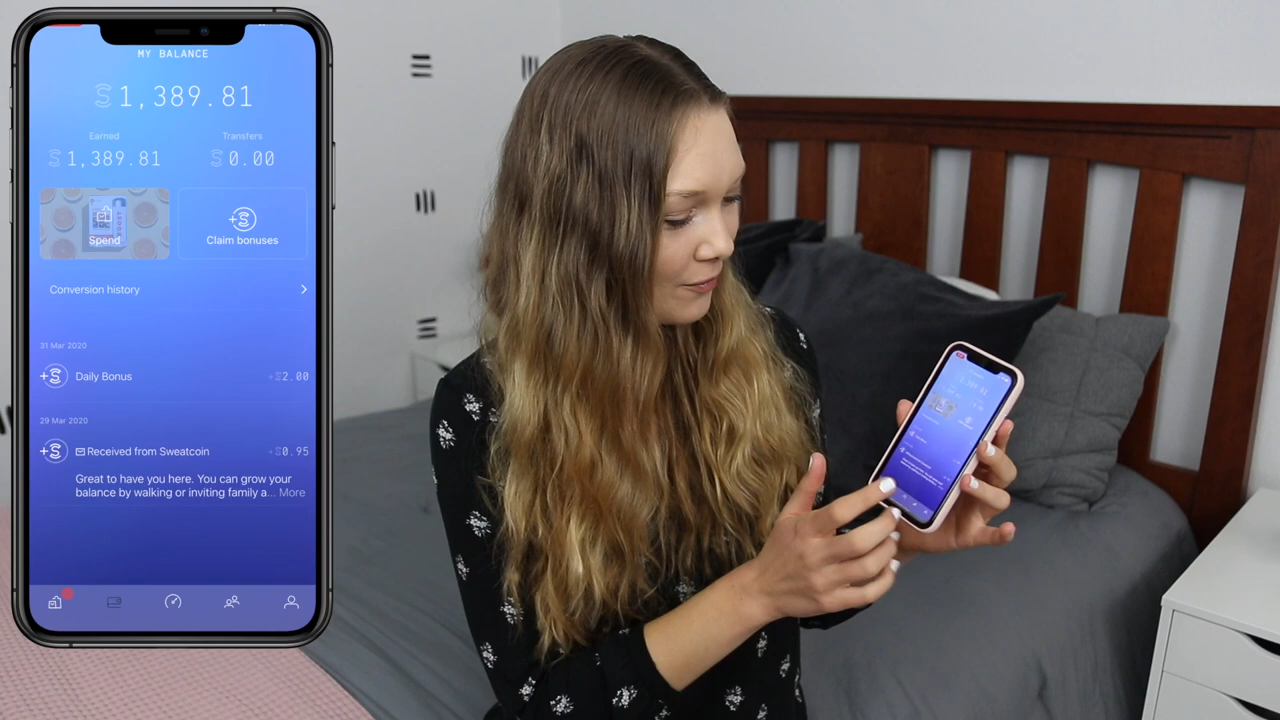 MY BALANCE
1,389.81
Earned Transfers
1,389.81 0.00
Spend Claim bonuses
Conversion history
31 Mar 2020
Daily Bonus +2.00
29 Mar 2020
Received from Sweatcoin +0.95
Great to have you here. You can grow your
balance by walking or inviting family a... More